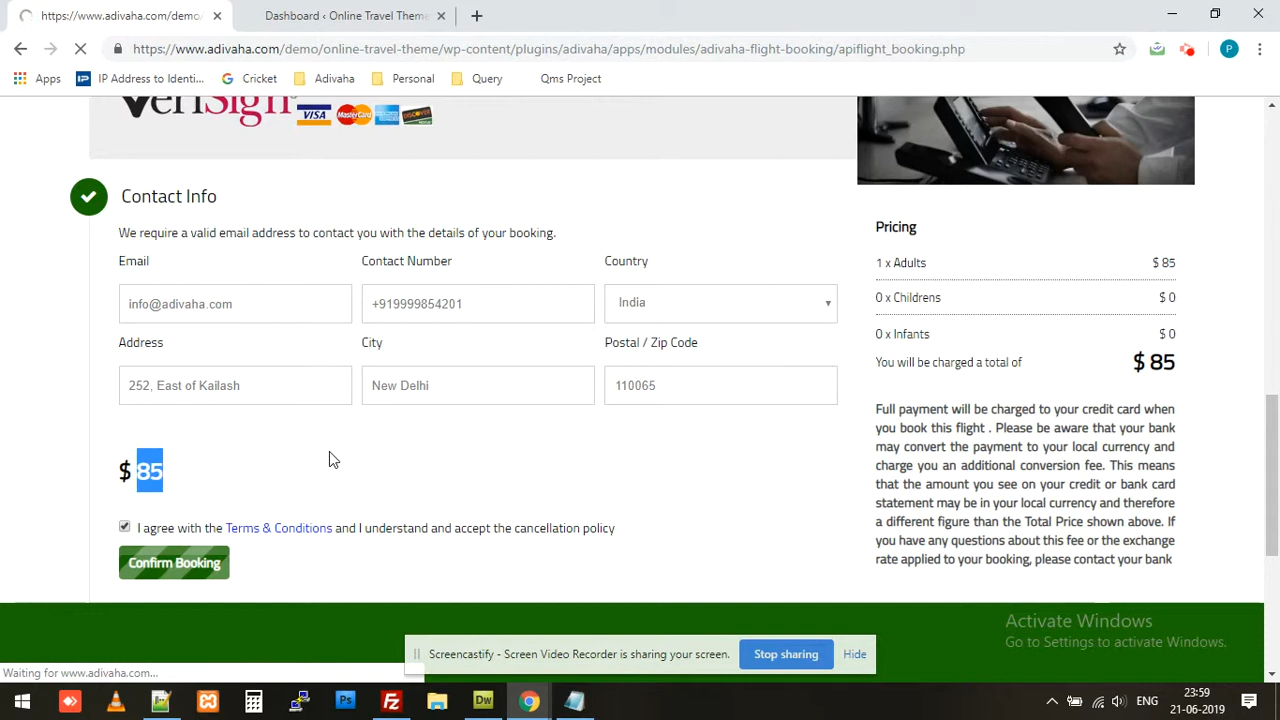 https://www.adivaha.com/demo/
Dashboard ‹ Online Travel Theme
https://www.adivaha.com/demo/online-travel-theme/wp-content/plugins/adivaha/apps/modules/adivaha-flight-booking/apiflight_booking.php
P
Apps IP IP Address to Identi... Cricket Adivaha Personal Query Qms Project
VeriSign VISA MasterCard DISCOVER
Contact Info
We require a valid email address to contact you with the details of your booking.
Email Contact Number Country
info@adivaha.com +919999854201 India
Address City Postal / Zip Code
252, East of Kailash New Delhi 110065
$ 85
I agree with the Terms & Conditions and I understand and accept the cancellation policy
Confirm Booking
Pricing
1 x Adults $ 85
0 x Childrens $ 0
0 x Infants $ 0
You will be charged a total of $ 85
Full payment will be charged to your credit card when
you book this flight . Please be aware that your bank
may convert the payment to your local currency and
charge you an additional conversion fee. This means
that the amount you see on your credit or bank card
statement may be in your local currency and therefore
a different figure than the Total Price shown above. If
you have any questions about this fee or the exchange
rate applied to your booking, please contact your bank
Activate Windows
Go to Settings to activate Windows.
Screencastify - Screen Video Recorder is sharing your screen. Stop sharing Hide
Waiting for www.adivaha.com...
Ps Fz Dw
ENG
23:59
21-06-2019